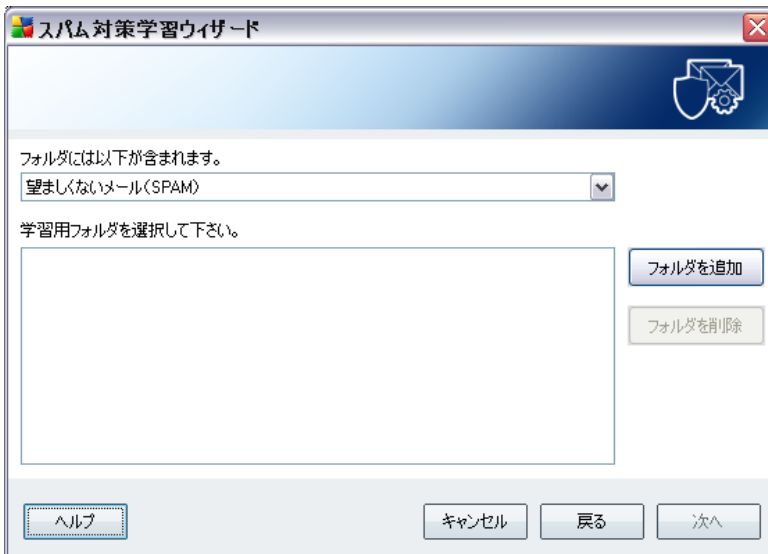 スパム対策学習ウィザード
フォルダには以下が含まれます。
望ましくないメール(SPAM)
学習用フォルダを選択して下さい。
フォルダを追加
フォルダを削除
ヘルプ
キャンセル
戻る
次へ